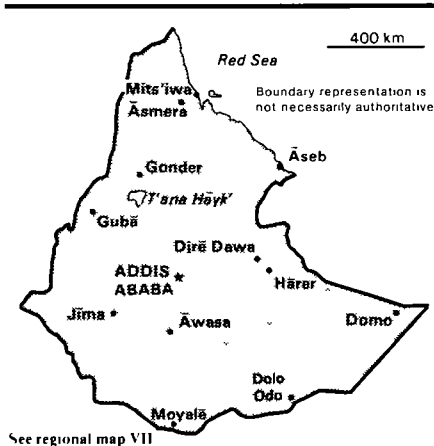 400 km
Red Sea
Boundary representation is
not necessarily authoritative
Mits'iwa
Āsmera
Āseb
Gonder
T'ana Hāyk'
Gubā
Dirē Dawa
ADDIS
ABABA
Hārer
Jīma
Āwasa
Domo
Dolo
Odo
Moyalē
See regional map VII